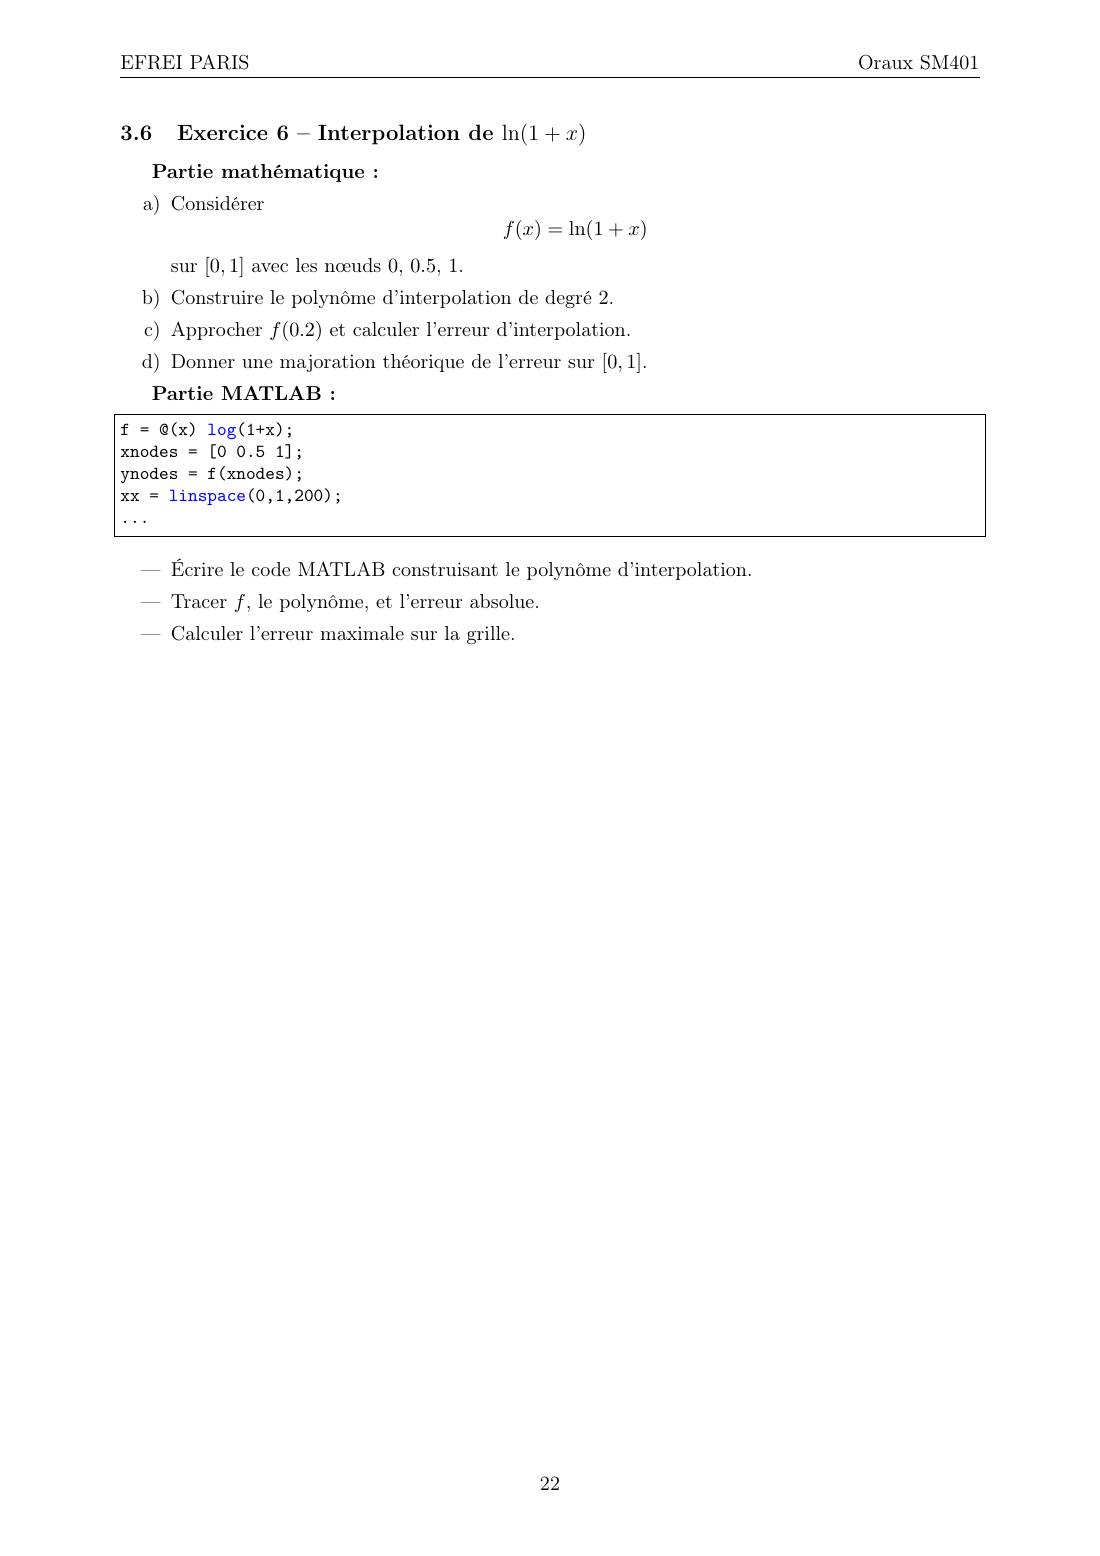 EFREI PARIS Oraux SM401
3.6 Exercice 6 – Interpolation de ln(1 + x)
Partie mathématique :
a) Considérer
f(x) = ln(1 + x)
sur [0, 1] avec les nœuds 0, 0.5, 1.
b) Construire le polynôme d'interpolation de degré 2.
c) Approcher f(0.2) et calculer l'erreur d'interpolation.
d) Donner une majoration théorique de l'erreur sur [0, 1].
Partie MATLAB :
f = @(x) log(1+x);
xnodes = [0 0.5 1];
ynodes = f(xnodes);
xx = linspace(0,1,200);
...
— Écrire le code MATLAB construisant le polynôme d'interpolation.
— Tracer f, le polynôme, et l'erreur absolue.
— Calculer l'erreur maximale sur la grille.
22